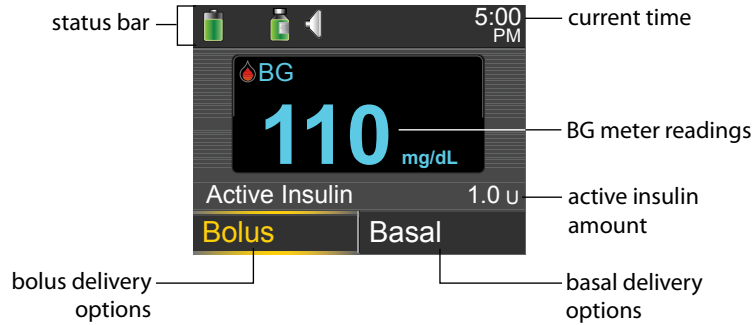 status bar
5:00
PM
current time
BG
110 mg/dL
BG meter readings
Active Insulin 1.0 U
active insulin
amount
Bolus Basal
bolus delivery
options
basal delivery
options